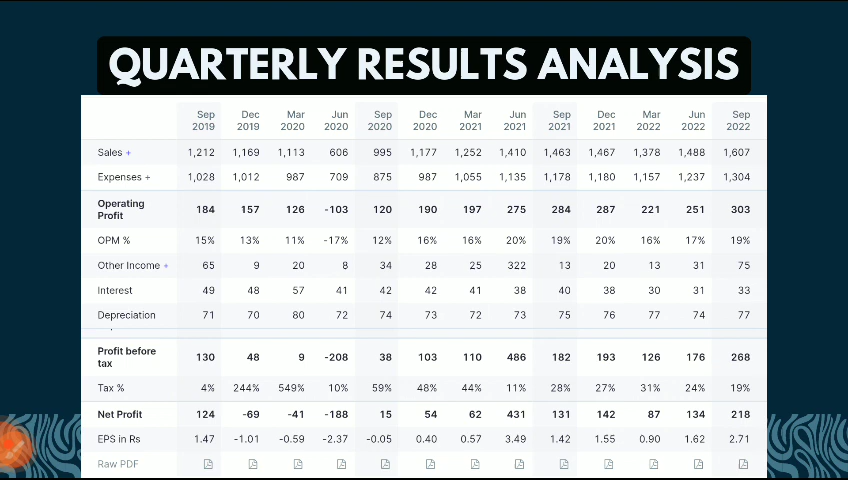 QUARTERLY RESULTS ANALYSIS
Sep Dec Mar Jun Sep Dec Mar Jun Sep Dec Mar Jun Sep
2019 2019 2020 2020 2020 2020 2021 2021 2021 2021 2022 2022 2022
Sales + 1,212 1,169 1,113 606 995 1,177 1,252 1,410 1,463 1,467 1,378 1,488 1,607
Expenses + 1,028 1,012 987 709 875 987 1,055 1,135 1,178 1,180 1,157 1,237 1,304
Operating
Profit 184 157 126 -103 120 190 197 275 284 287 221 251 303
OPM % 15% 13% 11% -17% 12% 16% 16% 20% 19% 20% 16% 17% 19%
Other Income + 65 9 20 8 34 28 25 322 13 20 13 31 75
Interest 49 48 57 41 42 42 41 38 40 38 30 31 33
Depreciation 71 70 80 72 74 73 72 73 75 76 77 74 77
Profit before
tax 130 48 9 -208 38 103 110 486 182 193 126 176 268
Tax % 4% 244% 549% 10% 59% 48% 44% 11% 28% 27% 31% 24% 19%
Net Profit 124 -69 -41 -188 15 54 62 431 131 142 87 134 218
EPS in Rs 1.47 -1.01 -0.59 -2.37 -0.05 0.40 0.57 3.49 1.42 1.55 0.90 1.62 2.71
Raw PDF